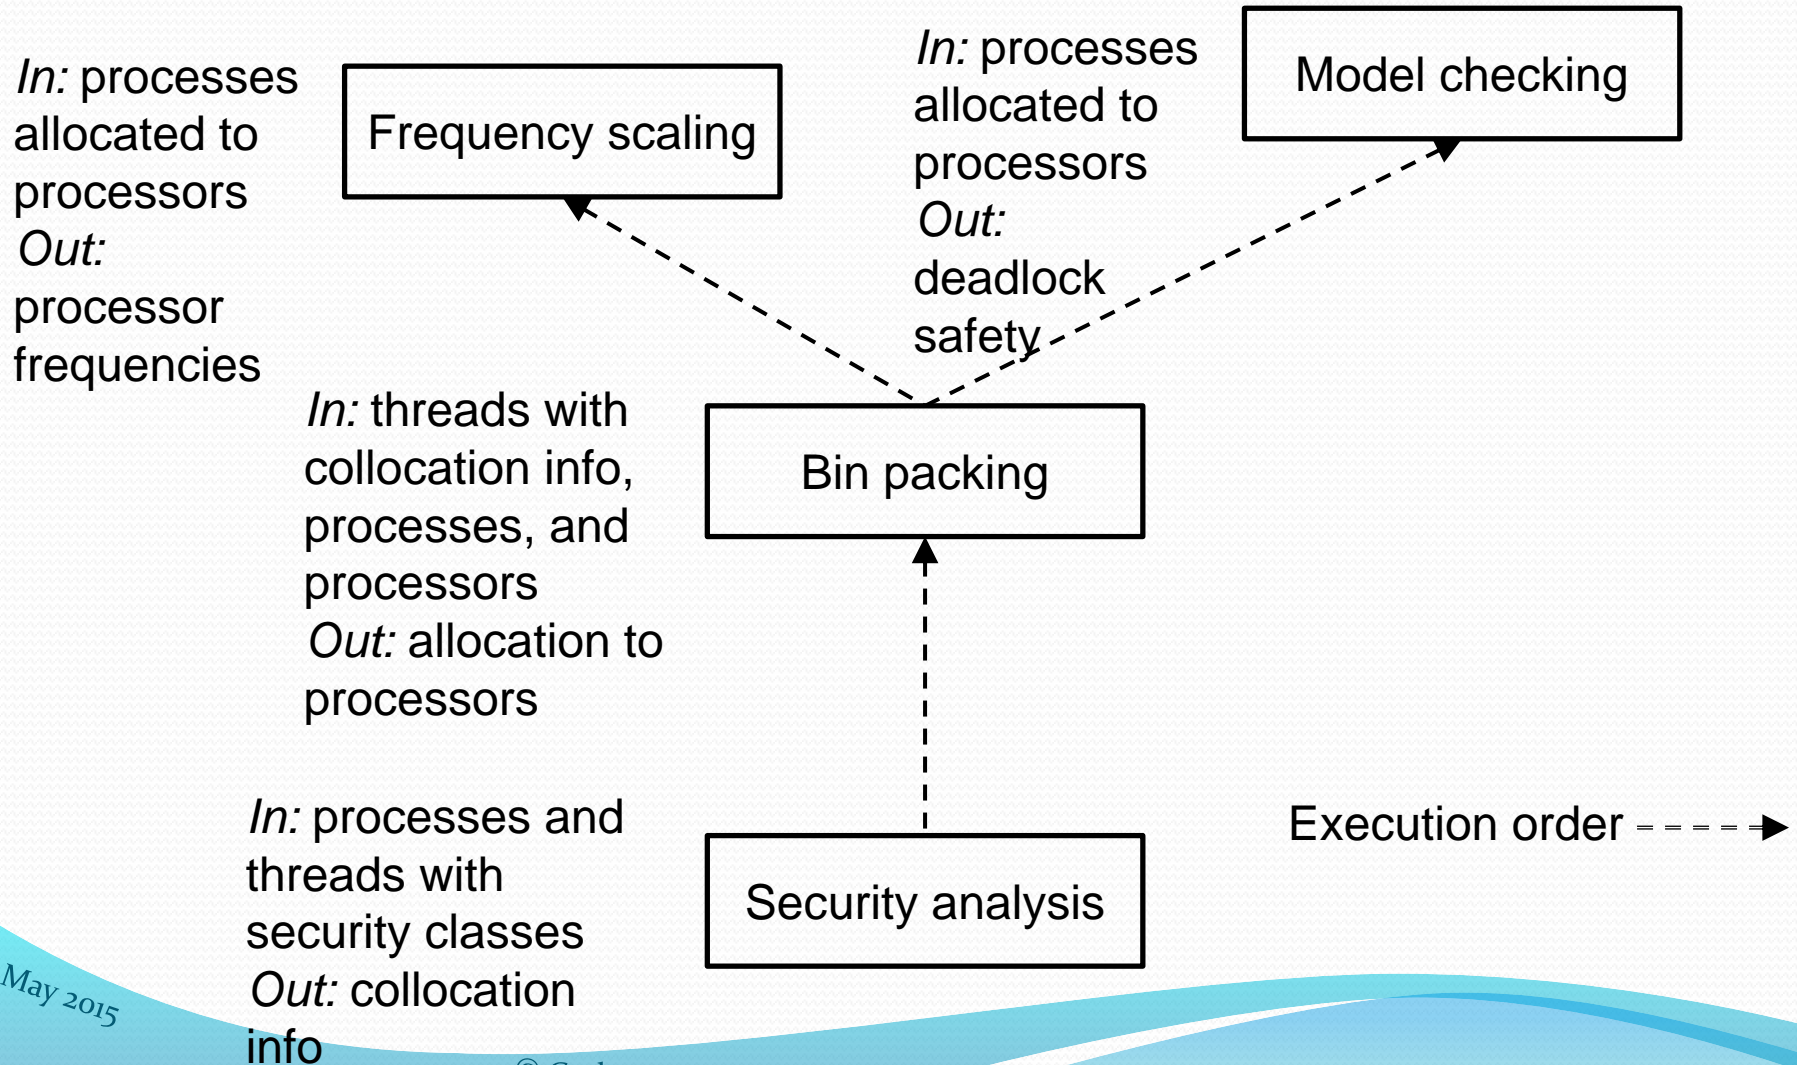 In: processes
allocated to
processors
Out:
processor
frequencies
Frequency scaling
In: processes
allocated to
processors
Out:
deadlock
safety
Model checking
In: threads with
collocation info,
processes, and
processors
Out: allocation to
processors
Bin packing
In: processes and
threads with
security classes
Out: collocation
info
Security analysis
Execution order
May 2015
©